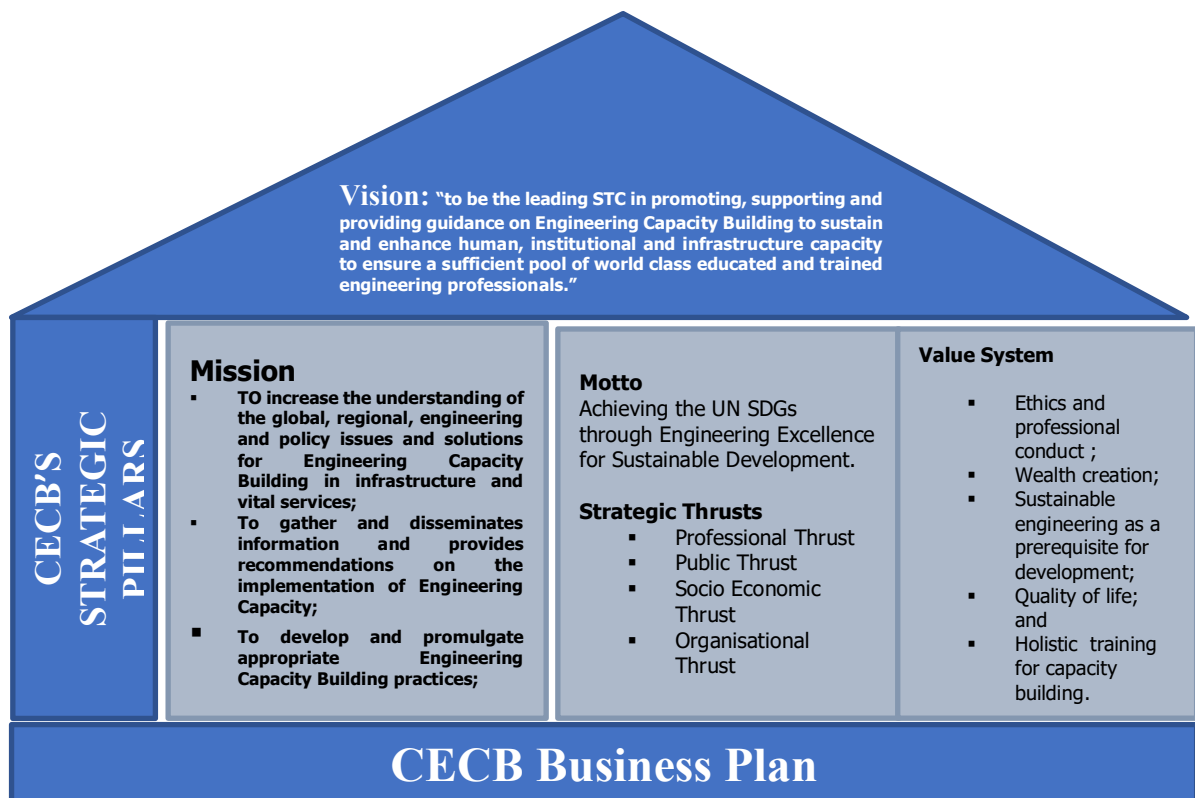 Vision: “to be the leading STC in promoting, supporting and
providing guidance on Engineering Capacity Building to sustain
and enhance human, institutional and infrastructure capacity
to ensure a sufficient pool of world class educated and trained
engineering professionals.”
CECB’S
STRATEGIC
PILLARS
Mission
▪ TO increase the understanding of
the global, regional, engineering
and policy issues and solutions
for Engineering Capacity
Building in infrastructure and
vital services;
▪ To gather and disseminates
information and provides
recommendations on the
implementation of Engineering
Capacity;
▪ To develop and promulgate
appropriate Engineering
Capacity Building practices;
Motto
Achieving the UN SDGs
through Engineering Excellence
for Sustainable Development.
Strategic Thrusts
▪ Professional Thrust
▪ Public Thrust
▪ Socio Economic
Thrust
▪ Organisational
Thrust
Value System
▪ Ethics and
professional
conduct ;
▪ Wealth creation;
▪ Sustainable
engineering as a
prerequisite for
development;
▪ Quality of life;
and
▪ Holistic training
for capacity
building.
CECB Business Plan